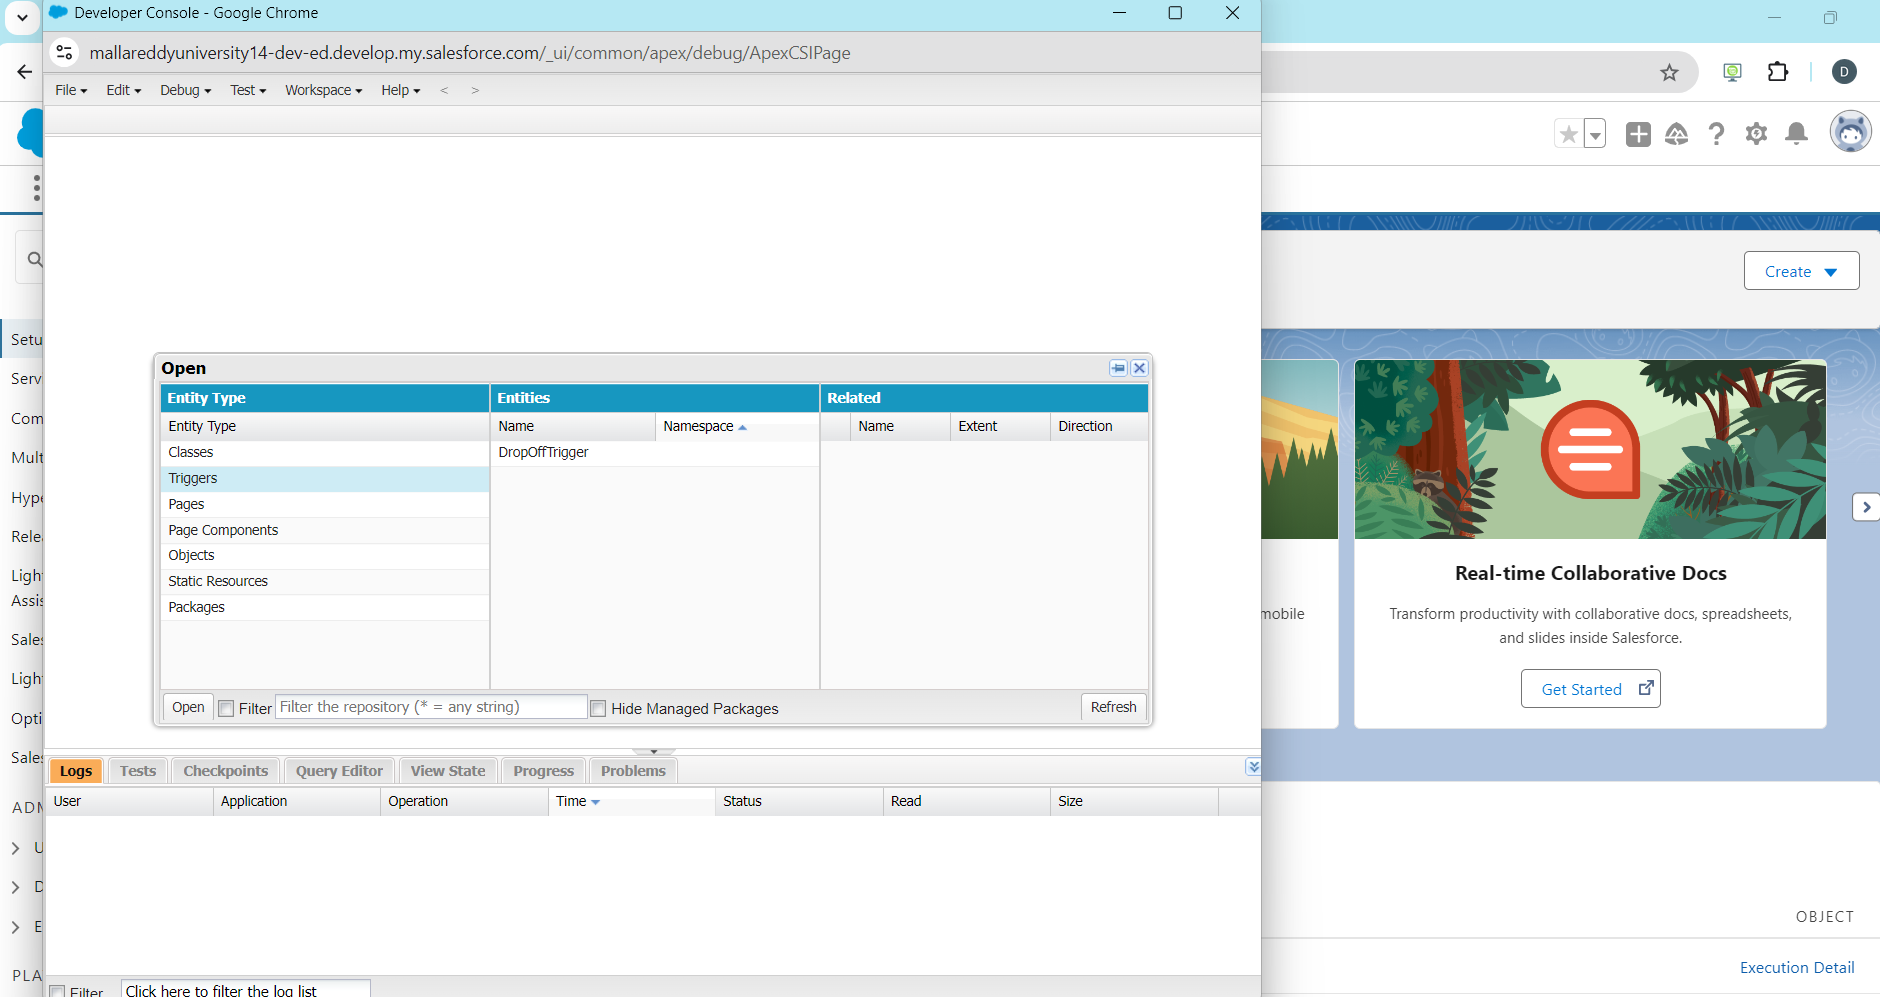 Developer Console - Google Chrome
mallareddyuniversity14-dev-ed.develop.my.salesforce.com/_ui/common/apex/debug/ApexCSIPage
File Edit Debug Test Workspace Help < >
D
Create
Setu
Serv
Com
Mult
Hype
Rele
Ligh
Assis
Sales
Ligh
Opti
Sales
ADM
U
D
E
PLA
Open
Entity Type Entities Related
Entity Type Name Namespace Name Extent Direction
Classes DropOffTrigger
Triggers
Pages
Page Components
Objects
Static Resources
Packages
Open Filter Filter the repository (* = any string) Hide Managed Packages Refresh
Logs Tests Checkpoints Query Editor View State Progress Problems
User Application Operation Time Status Read Size
Filter Click here to filter the log list
mobile
Real-time Collaborative Docs
Transform productivity with collaborative docs, spreadsheets,
and slides inside Salesforce.
Get Started
OBJECT
Execution Detail